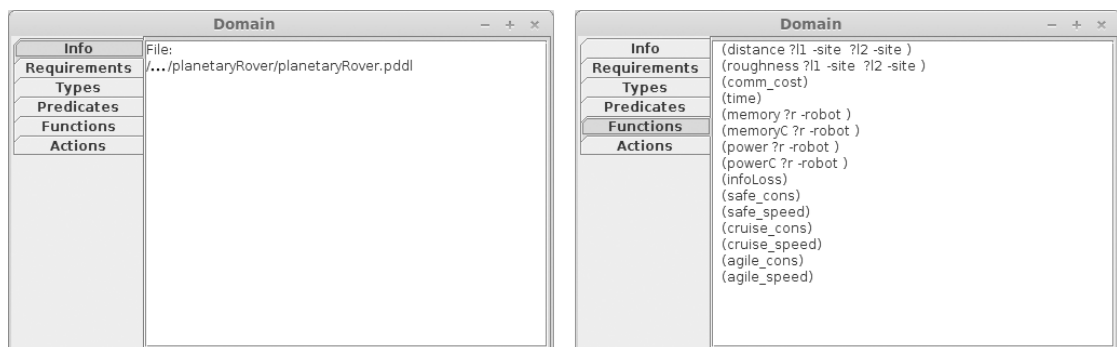 Domain
Info
Requirements
Types
Predicates
Functions
Actions
File:
/.../planetaryRover/planetaryRover.pddl
Domain
Info
Requirements
Types
Predicates
Functions
Actions
(distance ?l1 -site  ?l2 -site )
(roughness ?l1 -site  ?l2 -site )
(comm_cost)
(time)
(memory ?r -robot )
(memoryC ?r -robot )
(power ?r -robot )
(powerC ?r -robot )
(infoLoss)
(safe_cons)
(safe_speed)
(cruise_cons)
(cruise_speed)
(agile_cons)
(agile_speed)